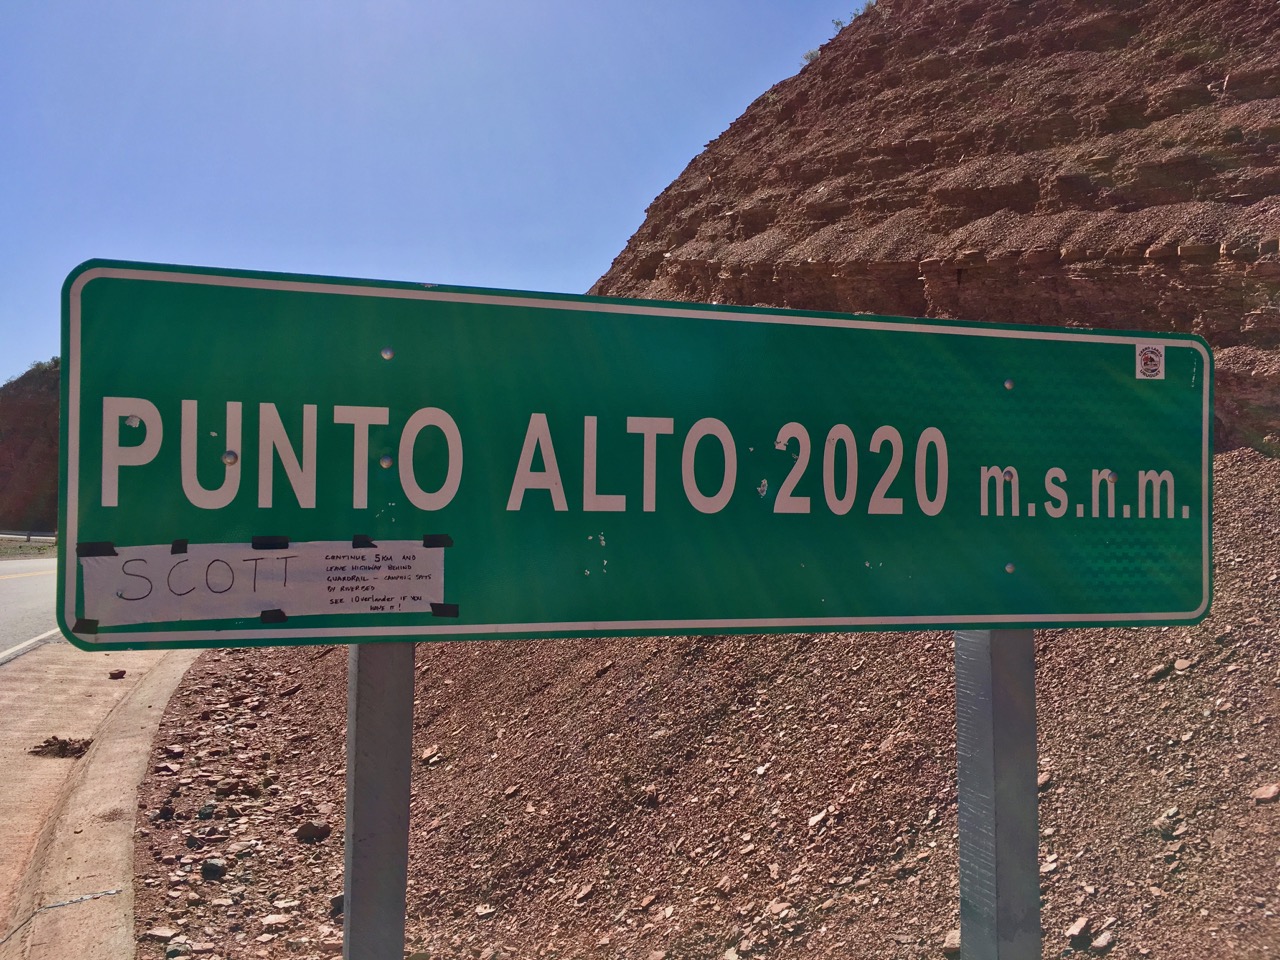 PUNTO ALTO 2020 m.s.n.m.
SCOTT
CONTINUE 5KM AND
LEAVE HIGHWAY BEHIND
GUARDRAIL - CAMPING SPOTS
BY RIVERBED
SEE iOverlander IF YOU
HAVE IT!